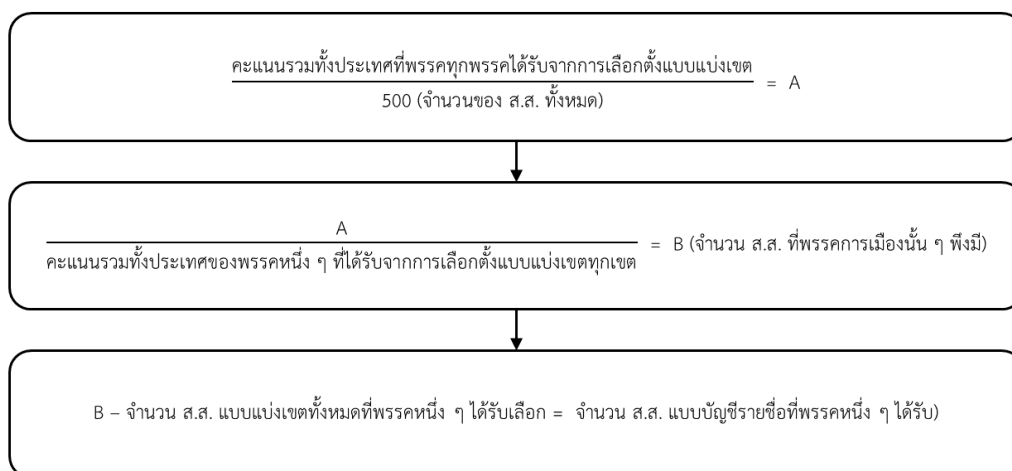 คะแนนรวมทั้งประเทศที่พรรคทุกพรรคได้รับจากการเลือกตั้งแบบแบ่งเขต
500 (จำนวนของ ส.ส. ทั้งหมด)
= A
A
คะแนนรวมทั้งประเทศของพรรคหนึ่ง ๆ ที่ได้รับจากการเลือกตั้งแบบแบ่งเขตทุกเขต
= B (จำนวน ส.ส. ที่พรรคการเมืองนั้น ๆ พึงมี)
B – จำนวน ส.ส. แบบแบ่งเขตทั้งหมดที่พรรคหนึ่ง ๆ ได้รับเลือก = จำนวน ส.ส. แบบบัญชีรายชื่อที่พรรคหนึ่ง ๆ ได้รับ)